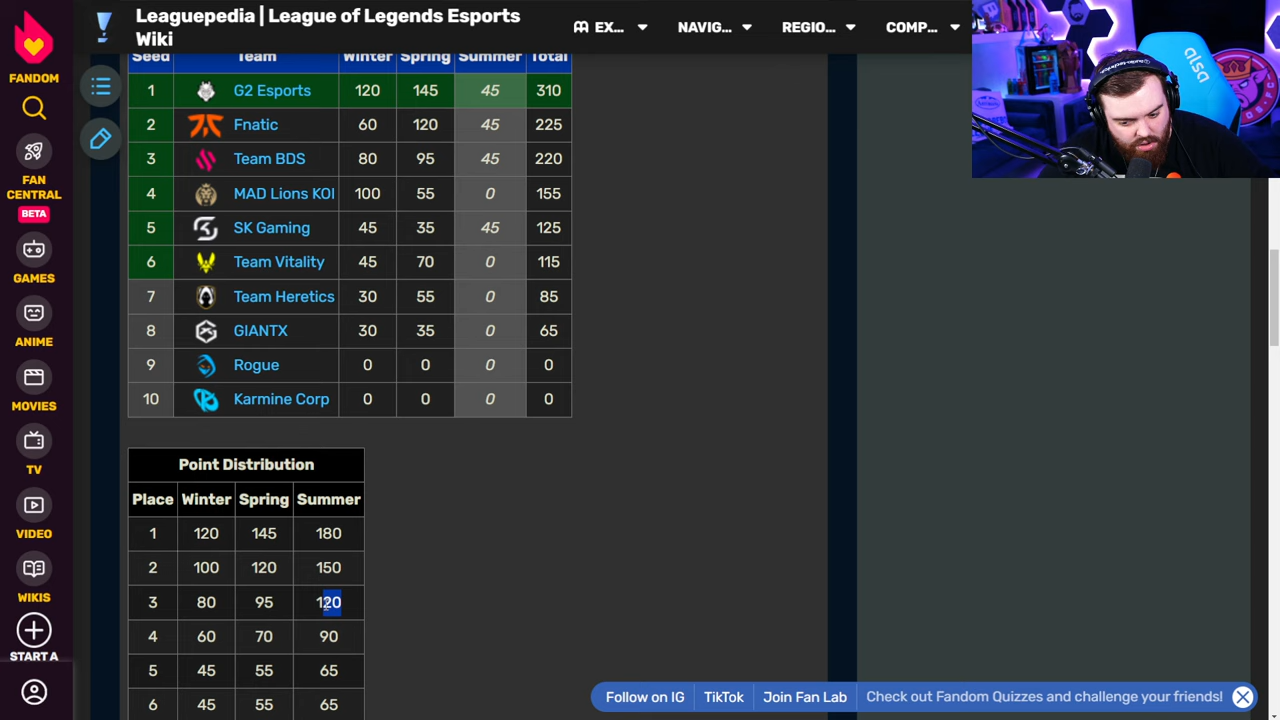 Leaguepedia | League of Legends Esports
Wiki
EX...
NAVIG...
REGIO...
COMP...
FANDOM
FAN
CENTRAL
BETA
GAMES
ANIME
MOVIES
TV
VIDEO
WIKIS
START A
Seed Team Winter Spring Summer Total
1 G2 Esports 120 145 45 310
2 Fnatic 60 120 45 225
3 Team BDS 80 95 45 220
4 MAD Lions KOI 100 55 0 155
5 SK Gaming 45 35 45 125
6 Team Vitality 45 70 0 115
7 Team Heretics 30 55 0 85
8 GIANTX 30 35 0 65
9 Rogue 0 0 0 0
10 Karmine Corp 0 0 0 0
Point Distribution
Place Winter Spring Summer
1 120 145 180
2 100 120 150
3 80 95 120
4 60 70 90
5 45 55 65
6 45 55 65
Follow on IG TikTok Join Fan Lab Check out Fandom Quizzes and challenge your friends!
alsa